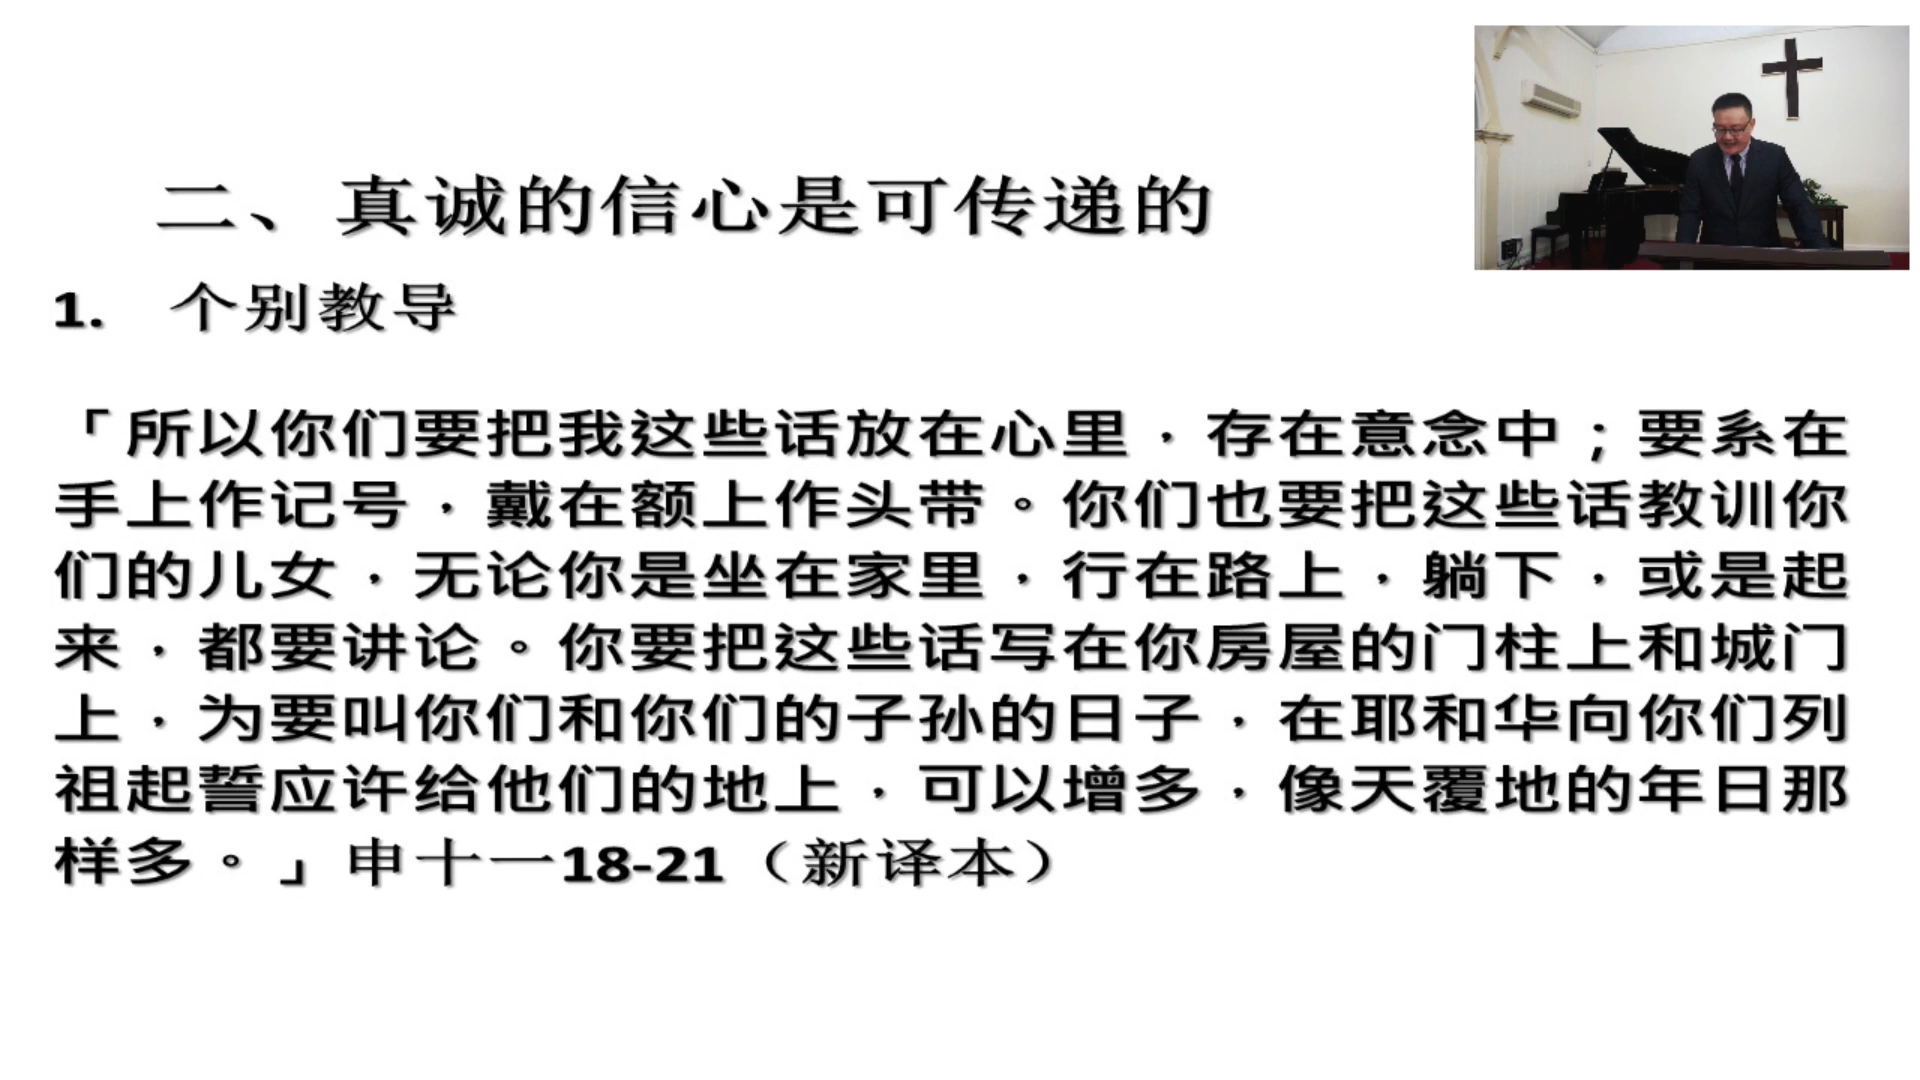 二、真诚的信心是可传递的
1. 个别教导
「所以你们要把我这些话放在心里，存在意念中；要系在
手上作记号，戴在额上作头带。你们也要把这些话教训你
们的儿女，无论你是坐在家里，行在路上，躺下，或是起
来，都要讲论。你要把这些话写在你房屋的门柱上和城门
上，为要叫你们和你们的子孙的日子，在耶和华向你们列
祖起誓应许给他们的地上，可以增多，像天覆地的年日那
样多。」申十一18-21（新译本）